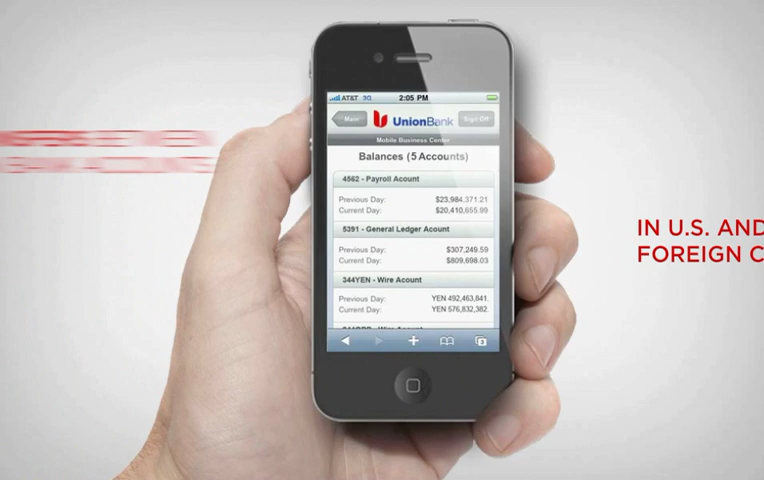 AT&T 3G 2:05 PM
Main UnionBank Sign Off
Mobile Business Center
Balances (5 Accounts)
4562 - Payroll Acount
Previous Day: $23,984,371.21
Current Day: $20,410,655.99
5391 - General Ledger Acount
Previous Day: $307,249.59
Current Day: $809,698.03
344YEN - Wire Acount
Previous Day: YEN 492,463,841.
Current Day: YEN 576,832,382.
IN U.S. AND
FOREIGN C